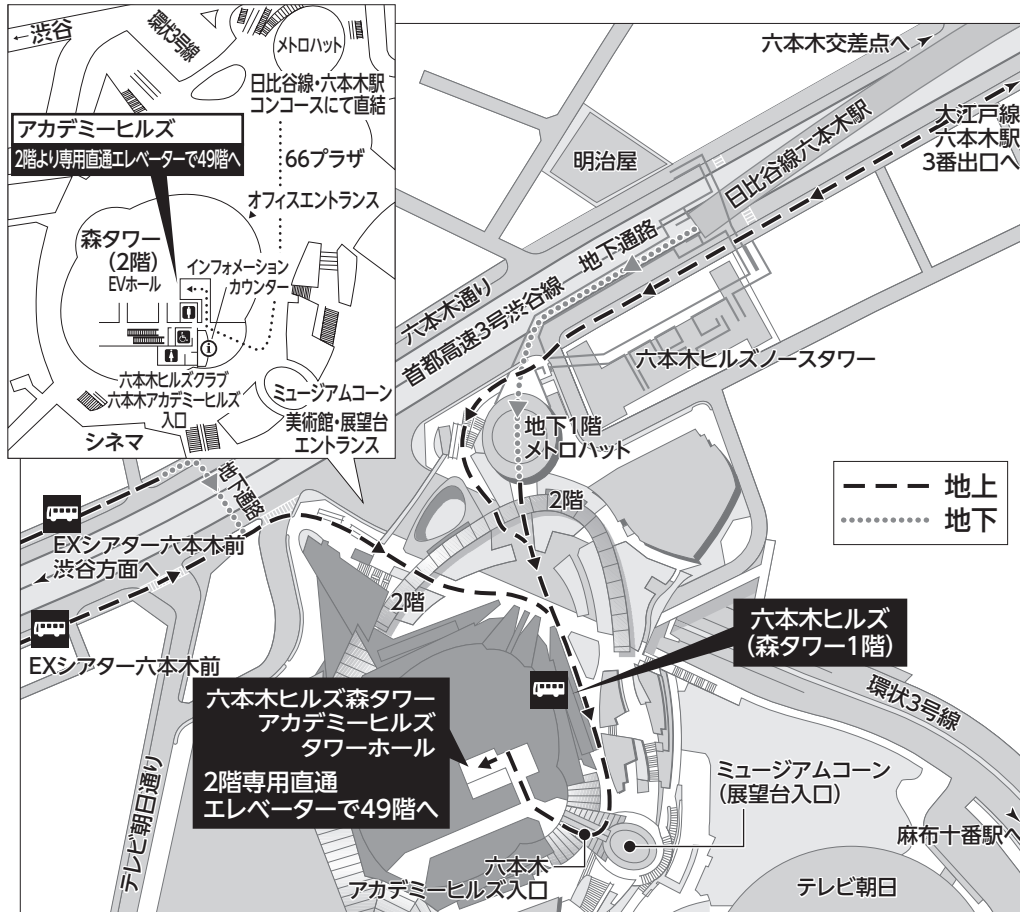 ←渋谷
環状3号線
メトロハット
日比谷線・六本木駅
コンコースにて直結
アカデミーヒルズ
2階より専用直通エレベーターで49階へ
66プラザ
オフィスエントランス
森タワー
(2階)
EVホール
インフォメーション
カウンター
六本木ヒルズクラブ
六本木アカデミーヒルズ
入口
シネマ
ミュージアムコーン
美術館・展望台
エントランス
六本木交差点へ
大江戸線
六本木駅
3番出口へ
明治屋
日比谷線六本木駅
地下通路
六本木通り
首都高速3号渋谷線
六本木ヒルズノースタワー
地下1階
メトロハット
地上
地下
2階
地下通路
EXシアター六本木前
渋谷方面へ
EXシアター六本木前
2階
六本木ヒルズ
(森タワー1階)
環状3号線
六本木ヒルズ森タワー
アカデミーヒルズ
タワーホール
2階専用直通
エレベーターで49階へ
ミュージアムコーン
(展望台入口)
麻布十番駅へ
テレビ朝日通り
六本木
アカデミーヒルズ入口
テレビ朝日